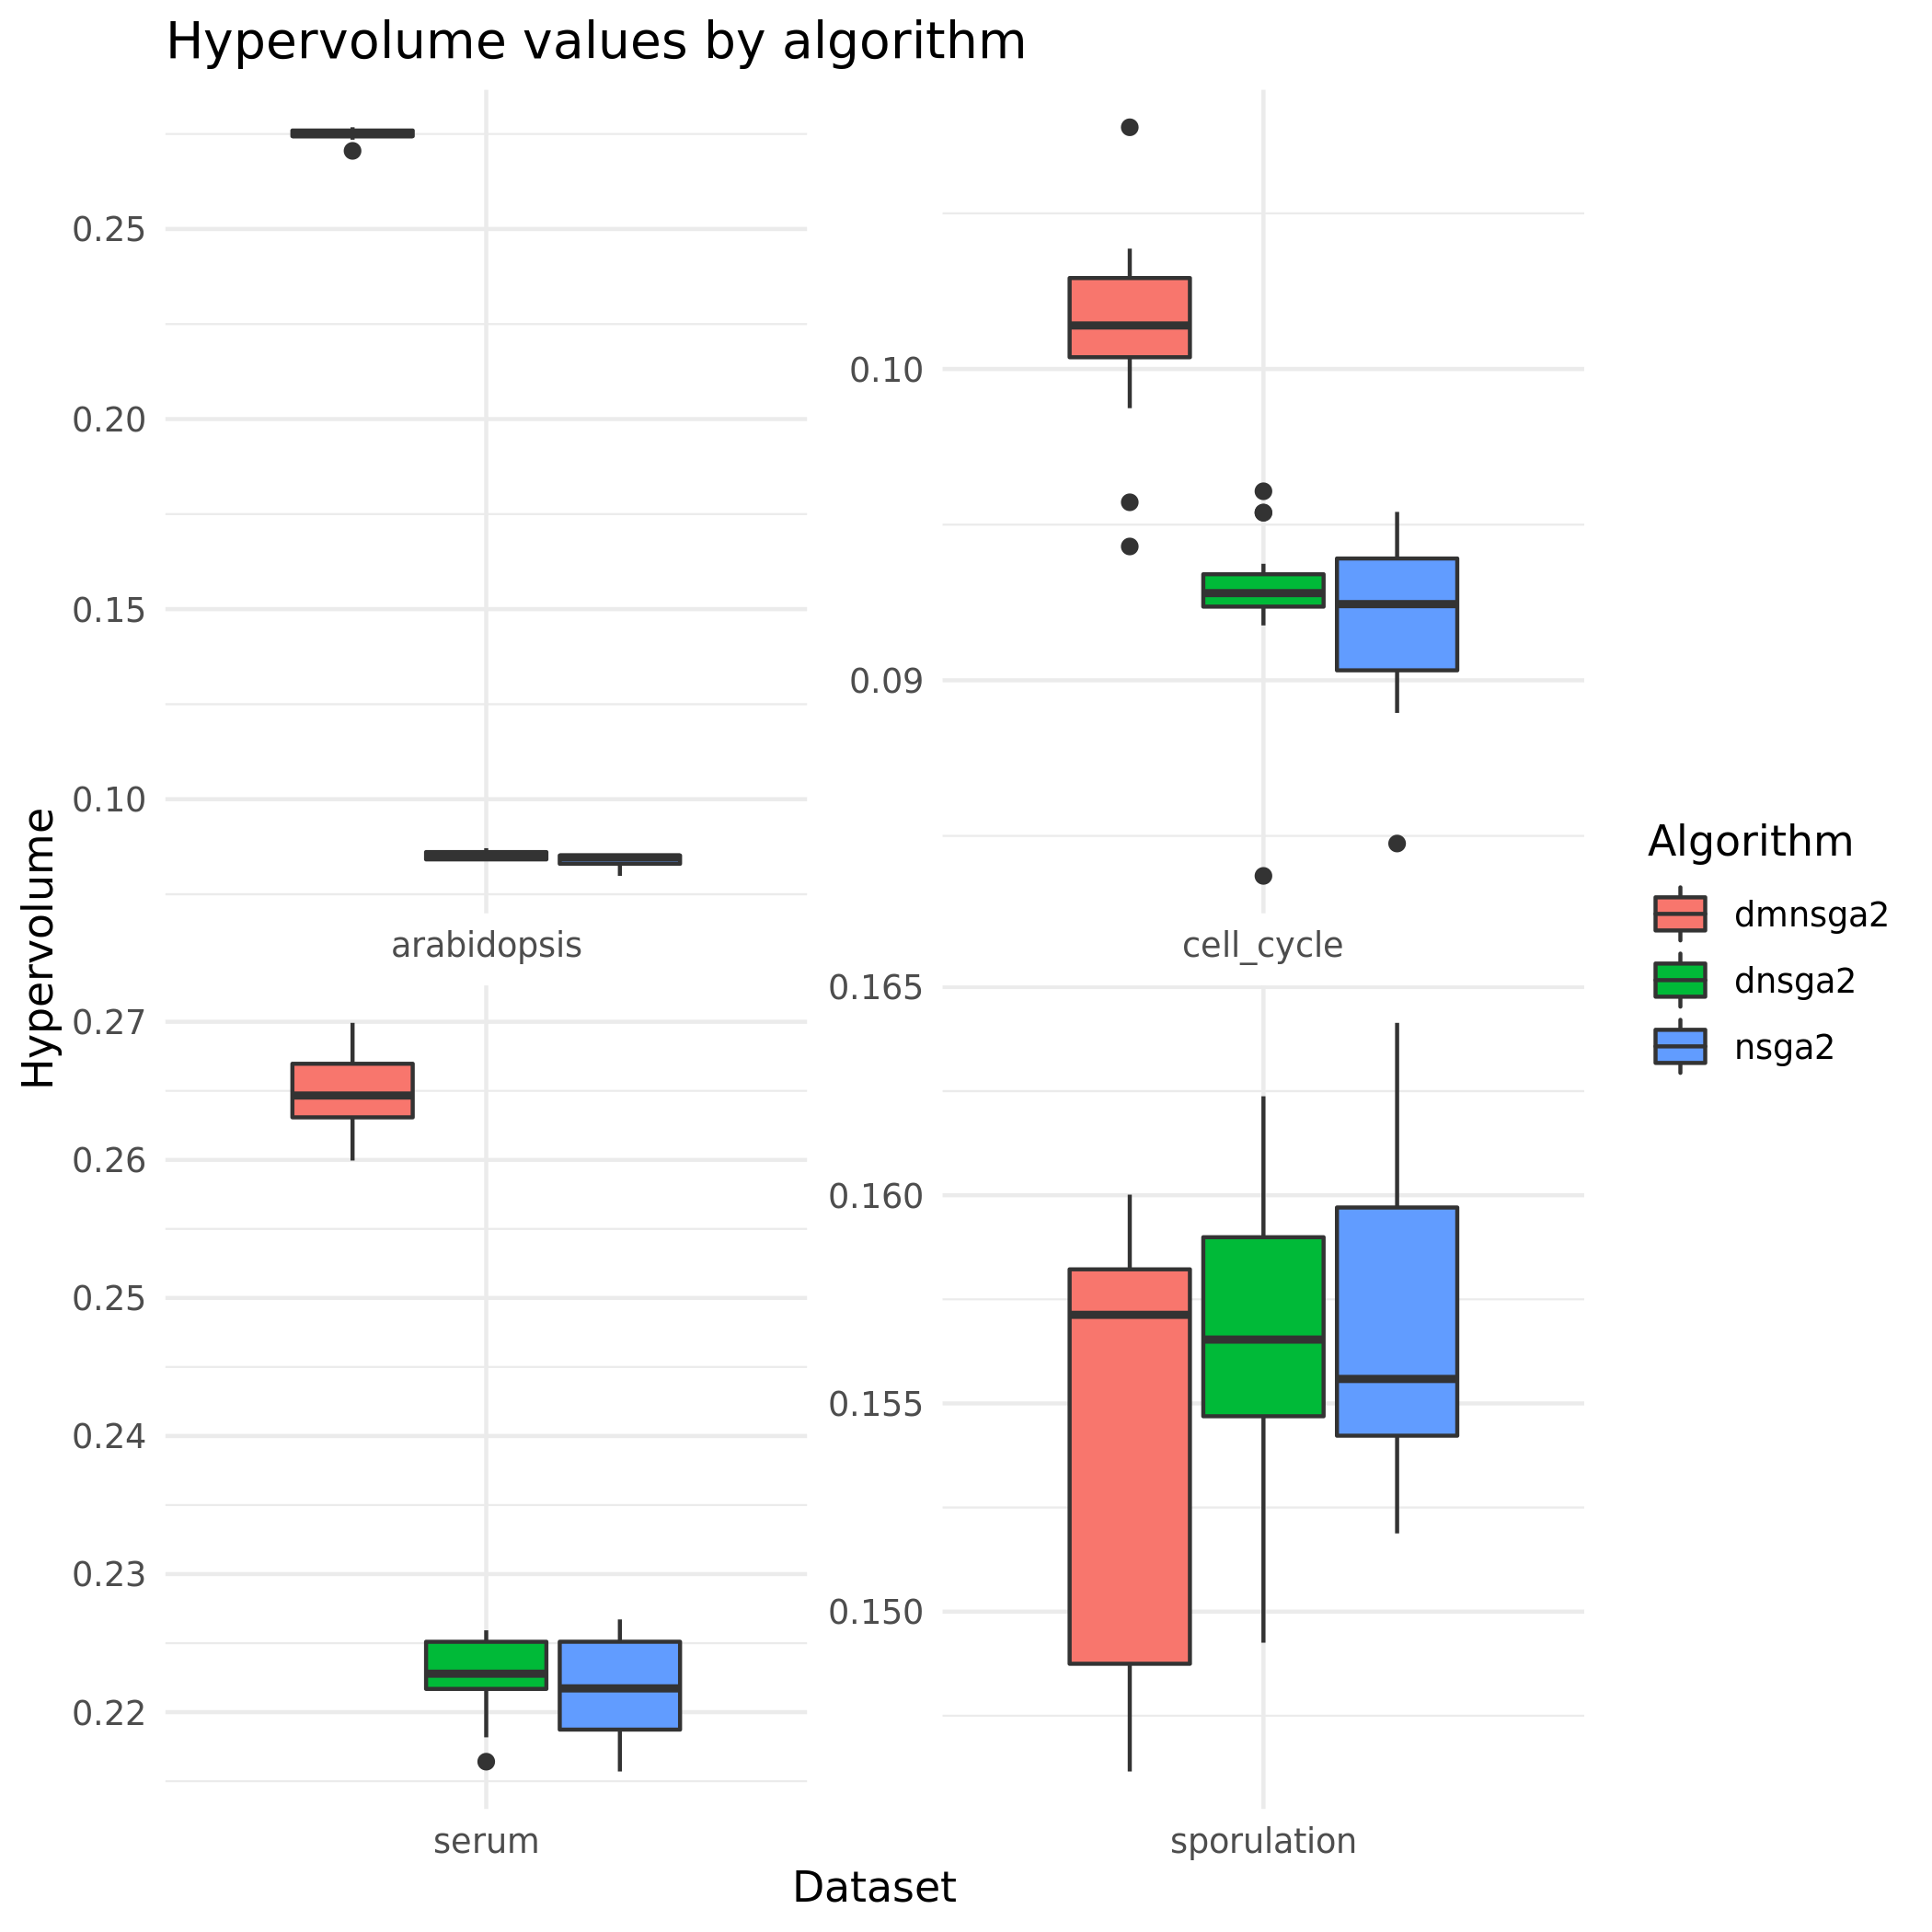 Hypervolume values by algorithm
Hypervolume
0.25
0.20
0.15
0.10
arabidopsis
0.10
0.09
cell_cycle
0.27
0.26
0.25
0.24
0.23
0.22
serum
0.165
0.160
0.155
0.150
sporulation
Dataset
Algorithm
dmnsga2
dnsga2
nsga2